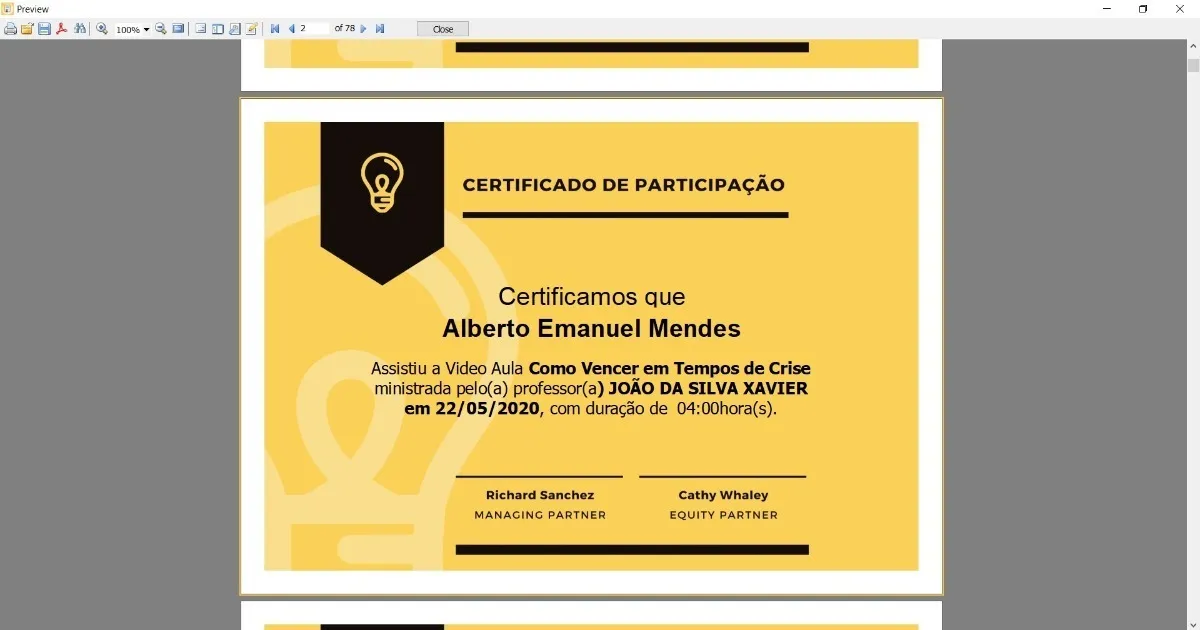 Preview
100%
2
of 78
Close
CERTIFICADO DE PARTICIPAÇÃO
Certificamos que
Alberto Emanuel Mendes
Assistiu a Video Aula Como Vencer em Tempos de Crise
ministrada pelo(a) professor(a) JOÃO DA SILVA XAVIER
em 22/05/2020, com duração de  04:00hora(s).
Richard Sanchez
Cathy Whaley
MANAGING PARTNER
EQUITY PARTNER